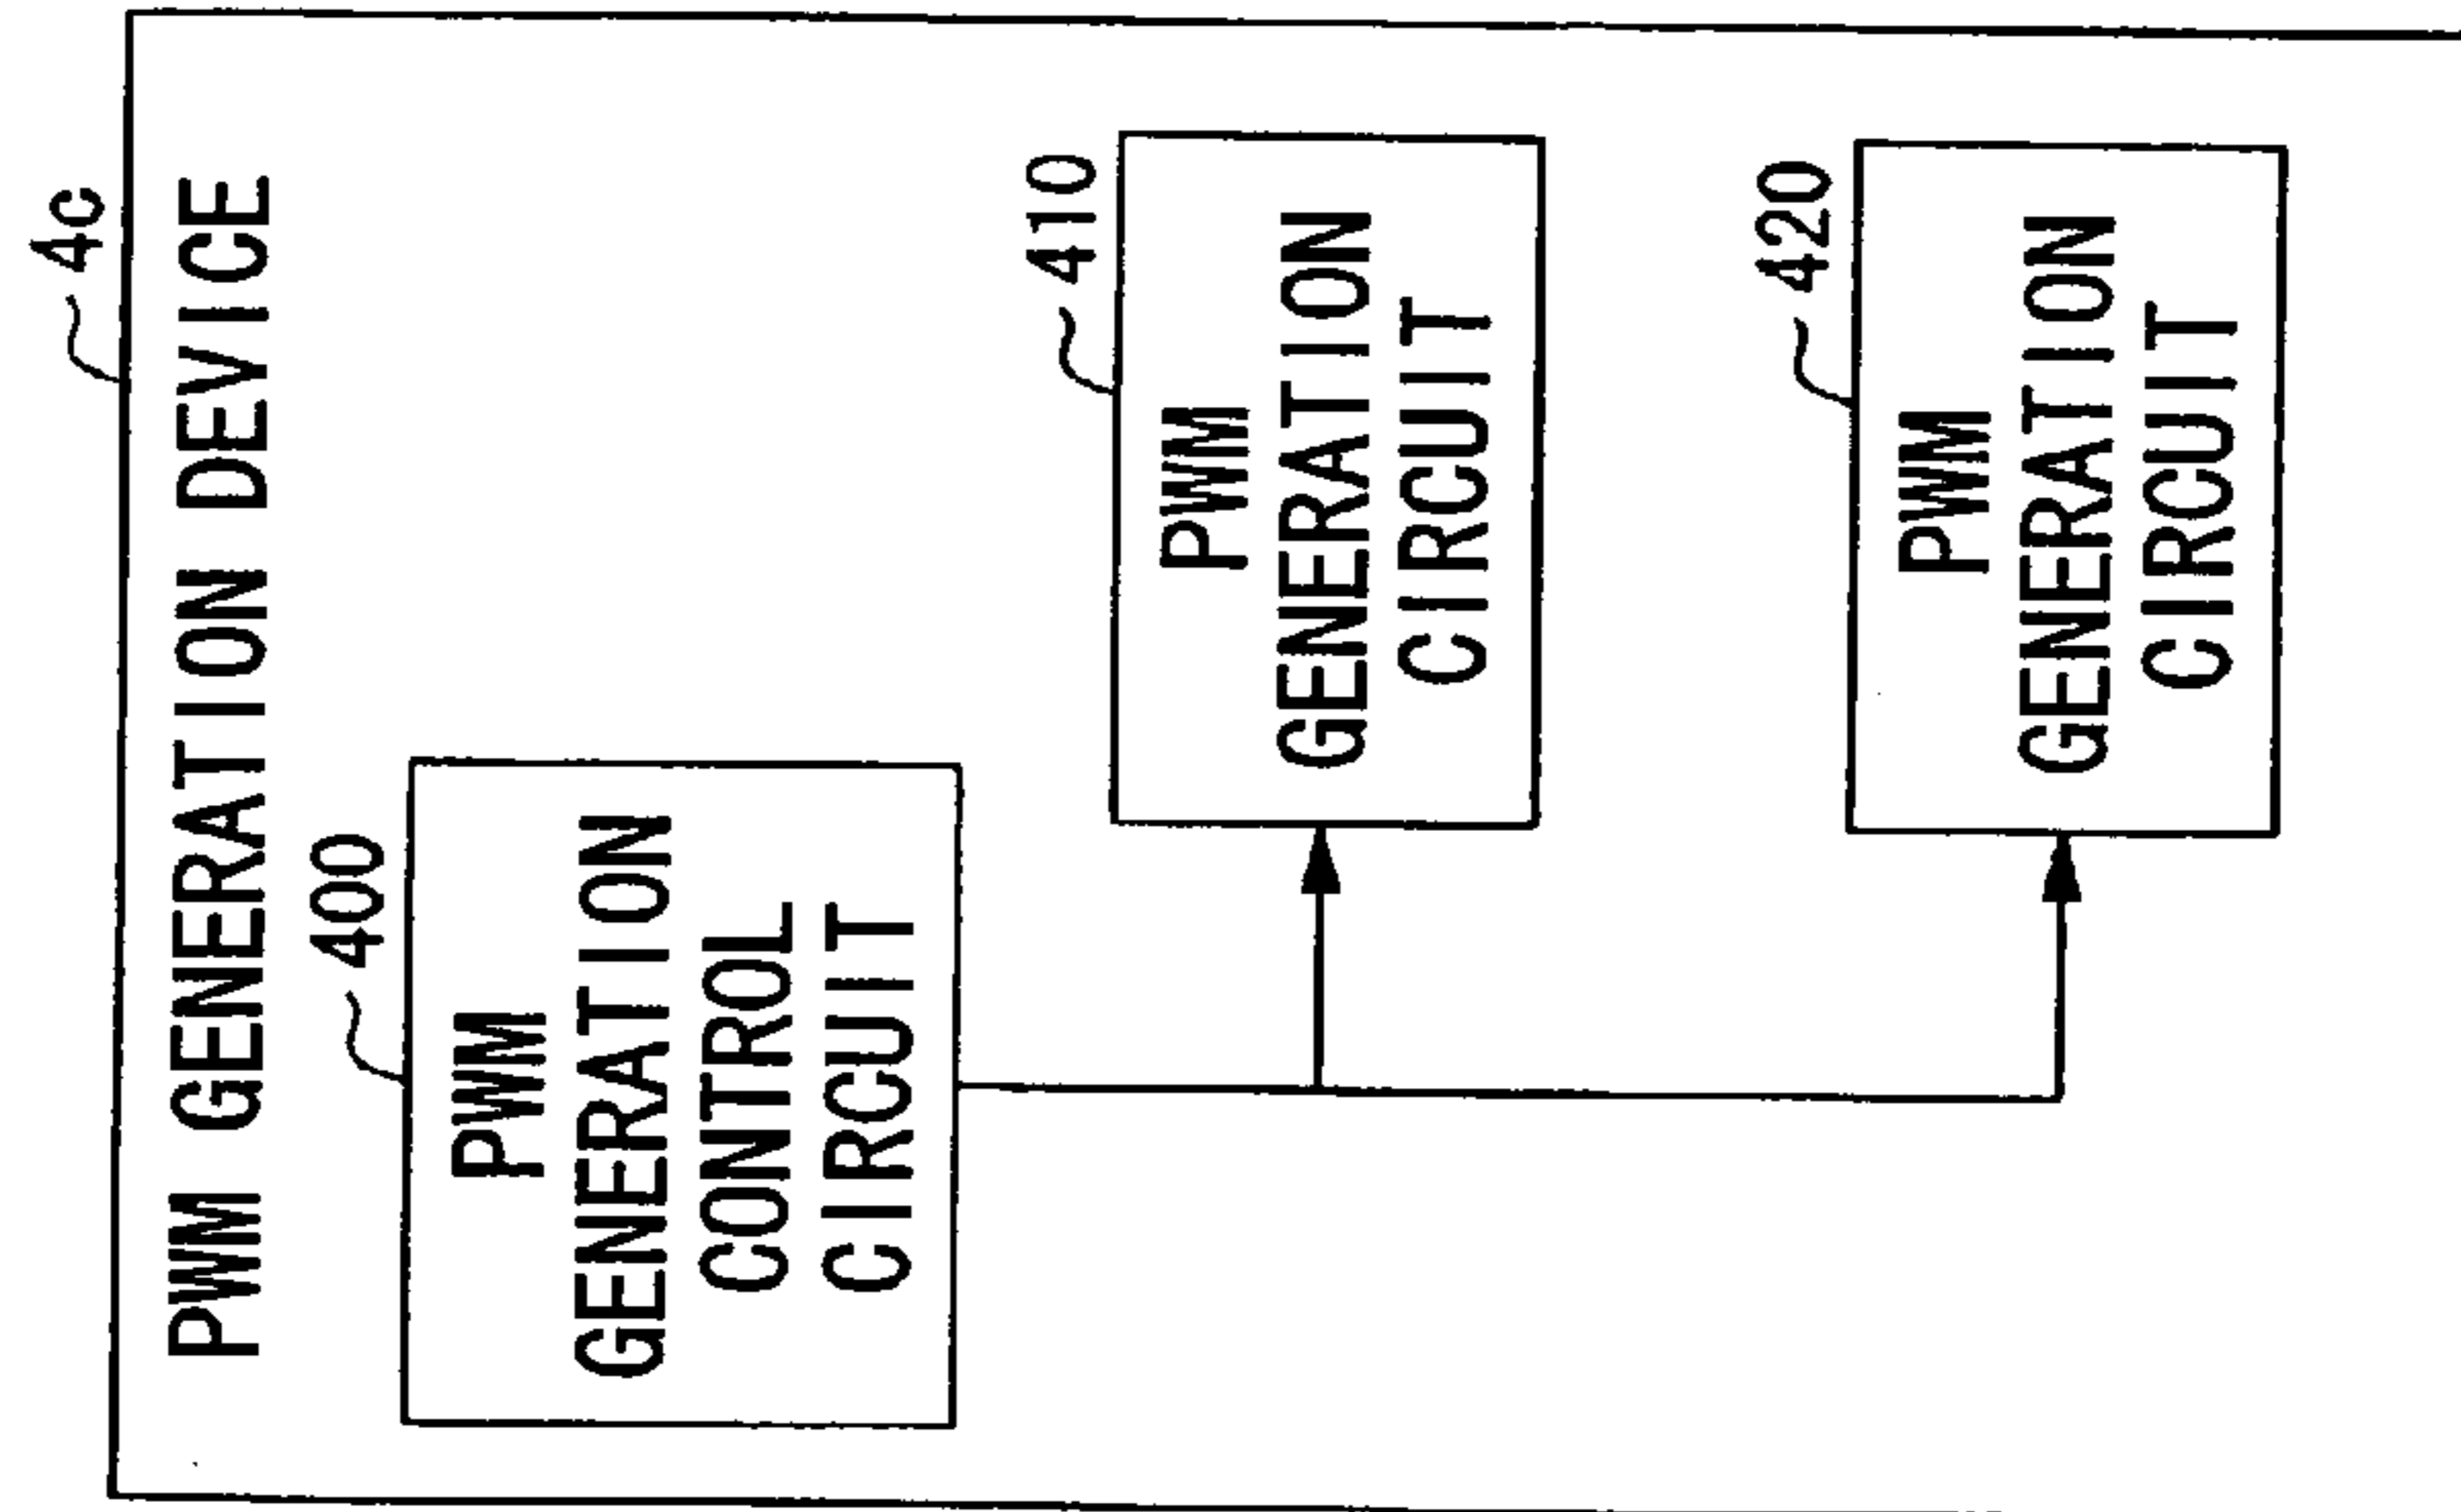 4c
PWM GENERATION DEVICE
400
PWM
GENERATION
CONTROL
CIRCUIT
410
PWM
GENERATION
CIRCUIT
420
PWM
GENERATION
CIRCUIT